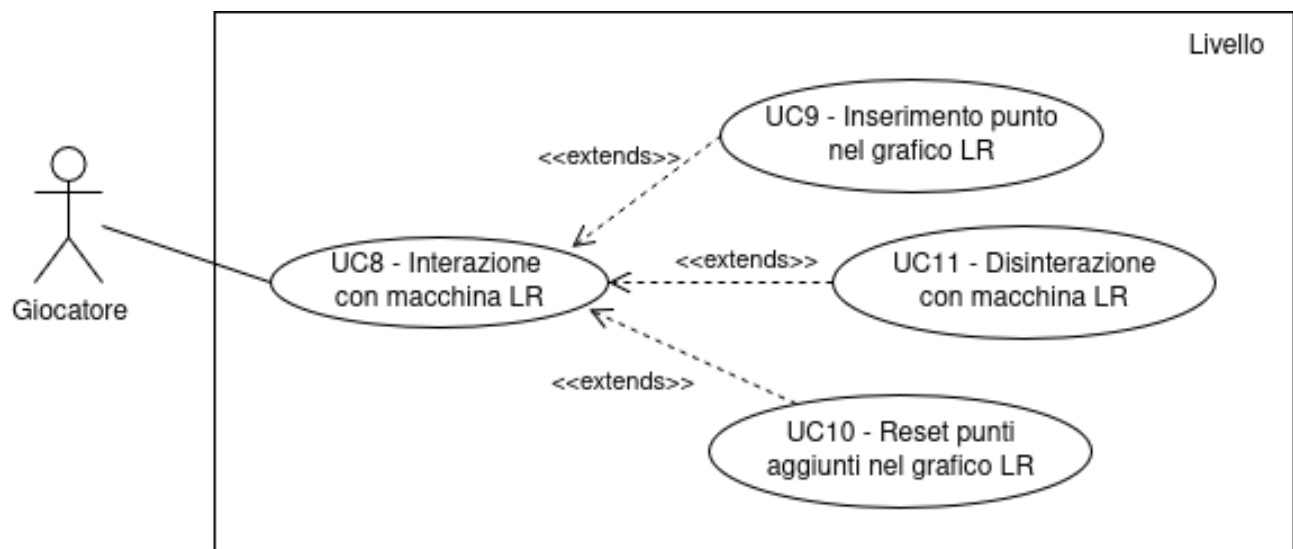 Livello
UC9 - Inserimento punto
nel grafico LR
<<extends>>
UC8 - Interazione
con macchina LR
<<extends>>
UC11 - Disinterazione
con macchina LR
Giocatore
<<extends>>
UC10 - Reset punti
aggiunti nel grafico LR